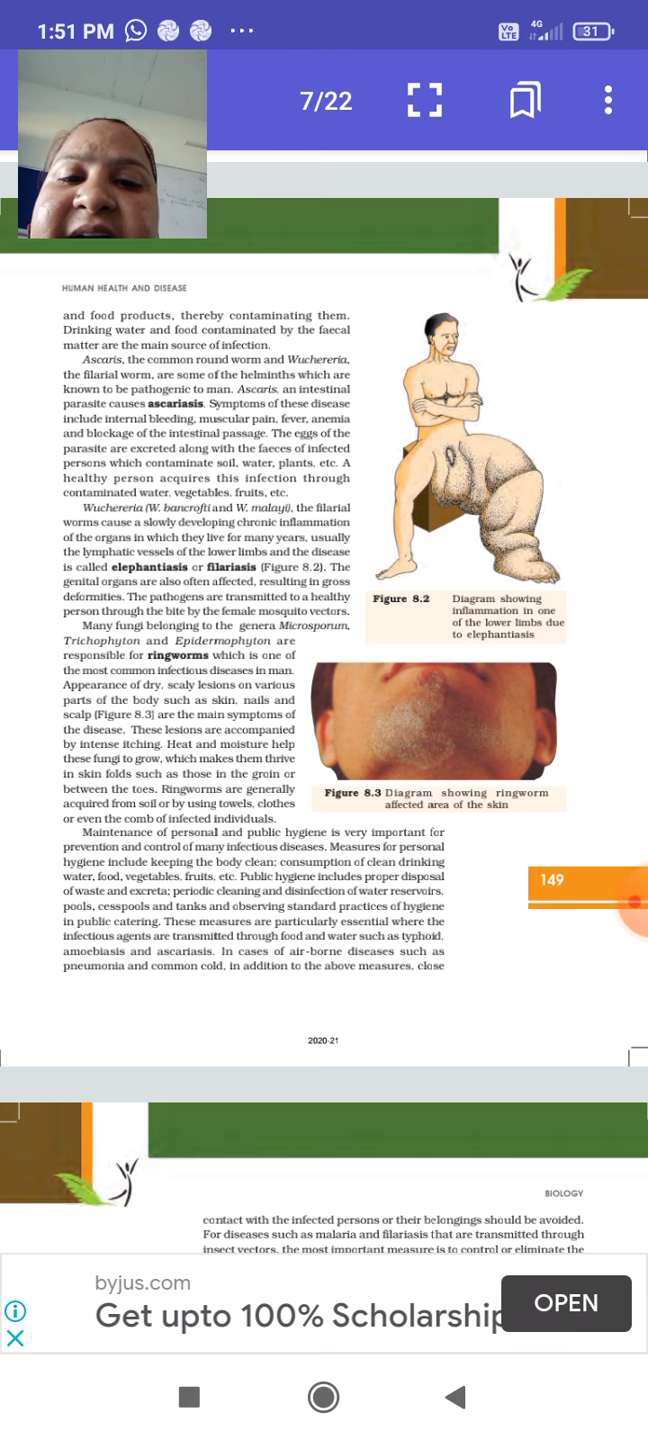 1:51 PM
Vo LTE 4G 31
7/22
HUMAN HEALTH AND DISEASE
and food products, thereby contaminating them.
Drinking water and food contaminated by the faecal
matter are the main source of infection.
Ascaris, the common round worm and Wuchereria,
the filarial worm, are some of the helminths which are
known to be pathogenic to man. Ascaris, an intestinal
parasite causes ascariasis. Symptoms of these disease
include internal bleeding, muscular pain, fever, anemia
and blockage of the intestinal passage. The eggs of the
parasite are excreted along with the faeces of infected
persons which contaminate soil, water, plants, etc. A
healthy person acquires this infection through
contaminated water, vegetables, fruits, etc.
Wuchereria (W. bancrofti and W. malayi), the filarial
worms cause a slowly developing chronic inflammation
of the organs in which they live for many years, usually
the lymphatic vessels of the lower limbs and the disease
is called elephantiasis or filariasis (Figure 8.2). The
genital organs are also often affected, resulting in gross
deformities. The pathogens are transmitted to a healthy
person through the bite by the female mosquito vectors.
Figure 8.2 Diagram showing
inflammation in one
of the lower limbs due
to elephantiasis
Many fungi belonging to the genera Microsporum,
Trichophyton and Epidermophyton are
responsible for ringworms which is one of
the most common infectious diseases in man.
Appearance of dry, scaly lesions on various
parts of the body such as skin, nails and
scalp (Figure 8.3) are the main symptoms of
the disease. These lesions are accompanied
by intense itching. Heat and moisture help
these fungi to grow, which makes them thrive
in skin folds such as those in the groin or
between the toes. Ringworms are generally
acquired from soil or by using towels, clothes
or even the comb of infected individuals.
Figure 8.3 Diagram showing ringworm
affected area of the skin
Maintenance of personal and public hygiene is very important for
prevention and control of many infectious diseases. Measures for personal
hygiene include keeping the body clean; consumption of clean drinking
water, food, vegetables, fruits, etc. Public hygiene includes proper disposal
of waste and excreta; periodic cleaning and disinfection of water reservoirs,
pools, cesspools and tanks and observing standard practices of hygiene
in public catering. These measures are particularly essential where the
infectious agents are transmitted through food and water such as typhoid,
amoebiasis and ascariasis. In cases of air-borne diseases such as
pneumonia and common cold, in addition to the above measures, close
149
2020-21
BIOLOGY
contact with the infected persons or their belongings should be avoided.
For diseases such as malaria and filariasis that are transmitted through
insect vectors, the most important measure is to control or eliminate the
byjus.com
Get upto 100% Scholarship
OPEN